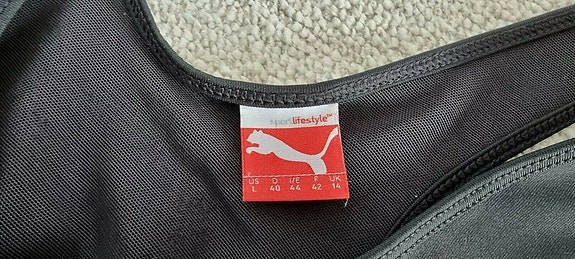 sportlifestyle™
US D I/E F UK
L 40 44 42 14